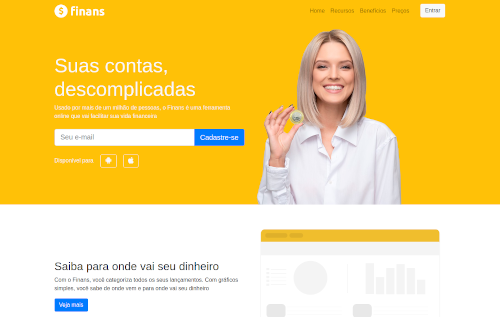 $ finans
Home Recursos Benefícios Preços Entrar
Suas contas,
descomplicadas
Usado por mais de um milhão de pessoas, o Finans é uma ferramenta
online que vai facilitar sua vida financeira
Seu e-mail Cadastre-se
Disponível para
Saiba para onde vai seu dinheiro
Com o Finans, você categoriza todos os seus lançamentos. Com gráficos
simples, você sabe de onde vem e para onde vai seu dinheiro
Veja mais